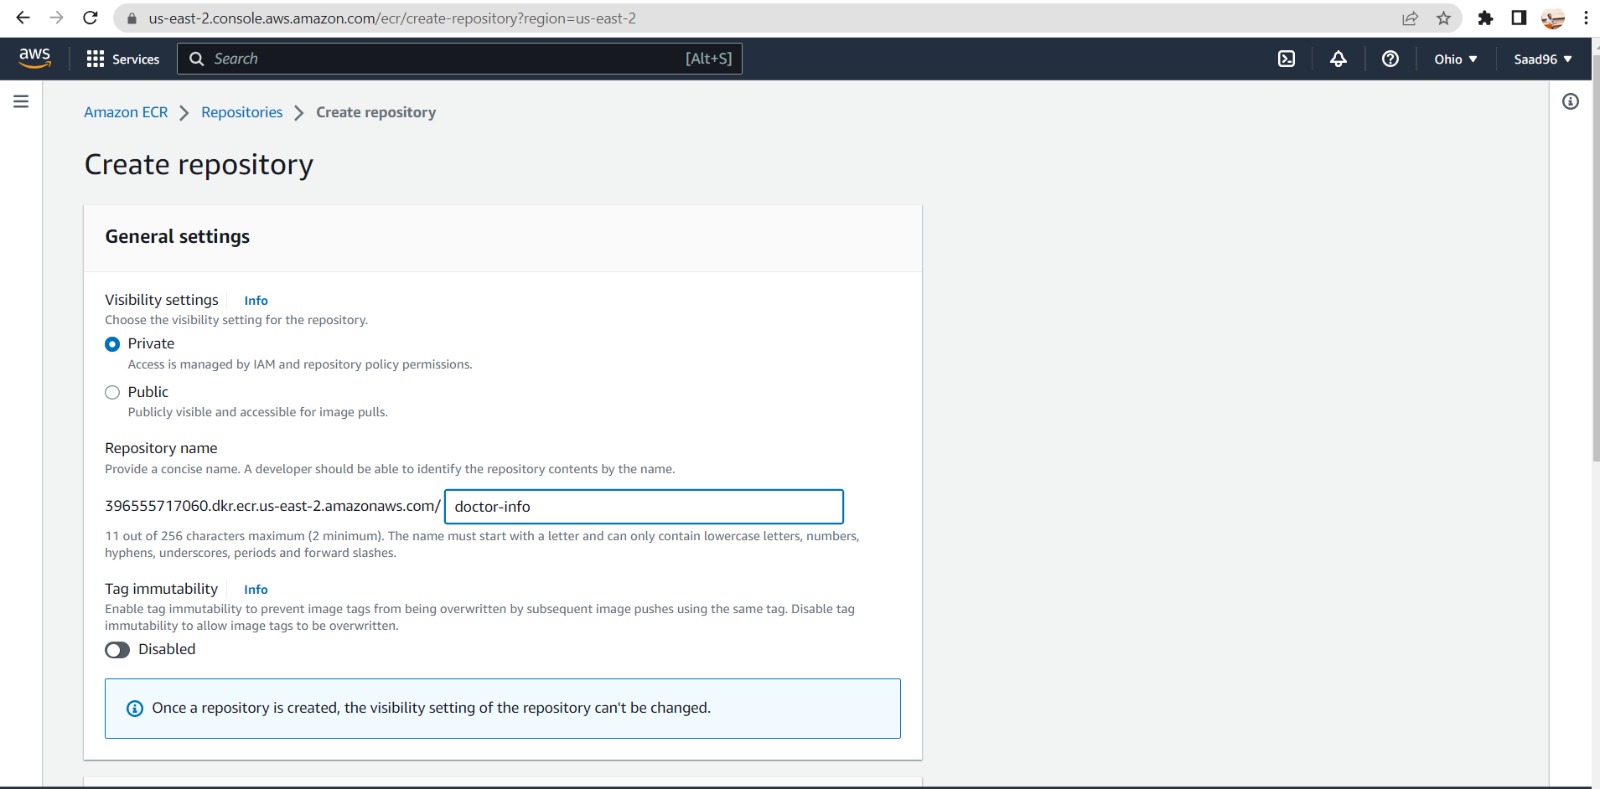 us-east-2.console.aws.amazon.com/ecr/create-repository?region=us-east-2
aws
Services
Search
[Alt+S]
Ohio
Saad96
Amazon ECR
Repositories
Create repository
Create repository
General settings
Visibility settings
Info
Choose the visibility setting for the repository.
Private
Access is managed by IAM and repository policy permissions.
Public
Publicly visible and accessible for image pulls.
Repository name
Provide a concise name. A developer should be able to identify the repository contents by the name.
396555717060.dkr.ecr.us-east-2.amazonaws.com/
doctor-info
11 out of 256 characters maximum (2 minimum). The name must start with a letter and can only contain lowercase letters, numbers,
hyphens, underscores, periods and forward slashes.
Tag immutability
Info
Enable tag immutability to prevent image tags from being overwritten by subsequent image pushes using the same tag. Disable tag
immutability to allow image tags to be overwritten.
Disabled
Once a repository is created, the visibility setting of the repository can't be changed.